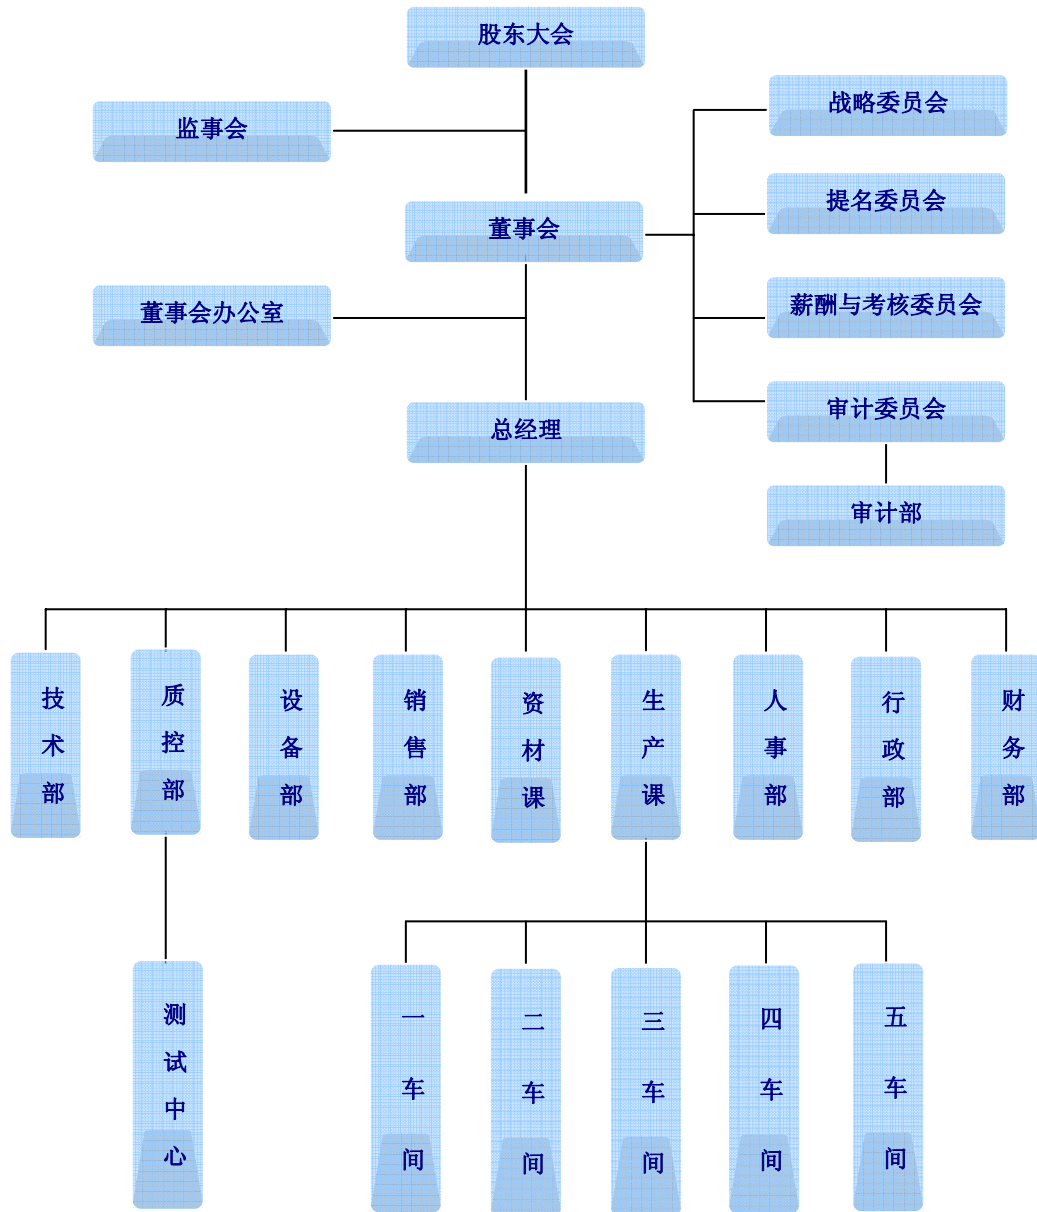 股东大会
监事会
战略委员会
提名委员会
董事会
董事会办公室
薪酬与考核委员会
总经理
审计委员会
审计部
技术部
质控部
设备部
销售部
资材课
生产课
人事部
行政部
财务部
测试中心
一车间
二车间
三车间
四车间
五车间